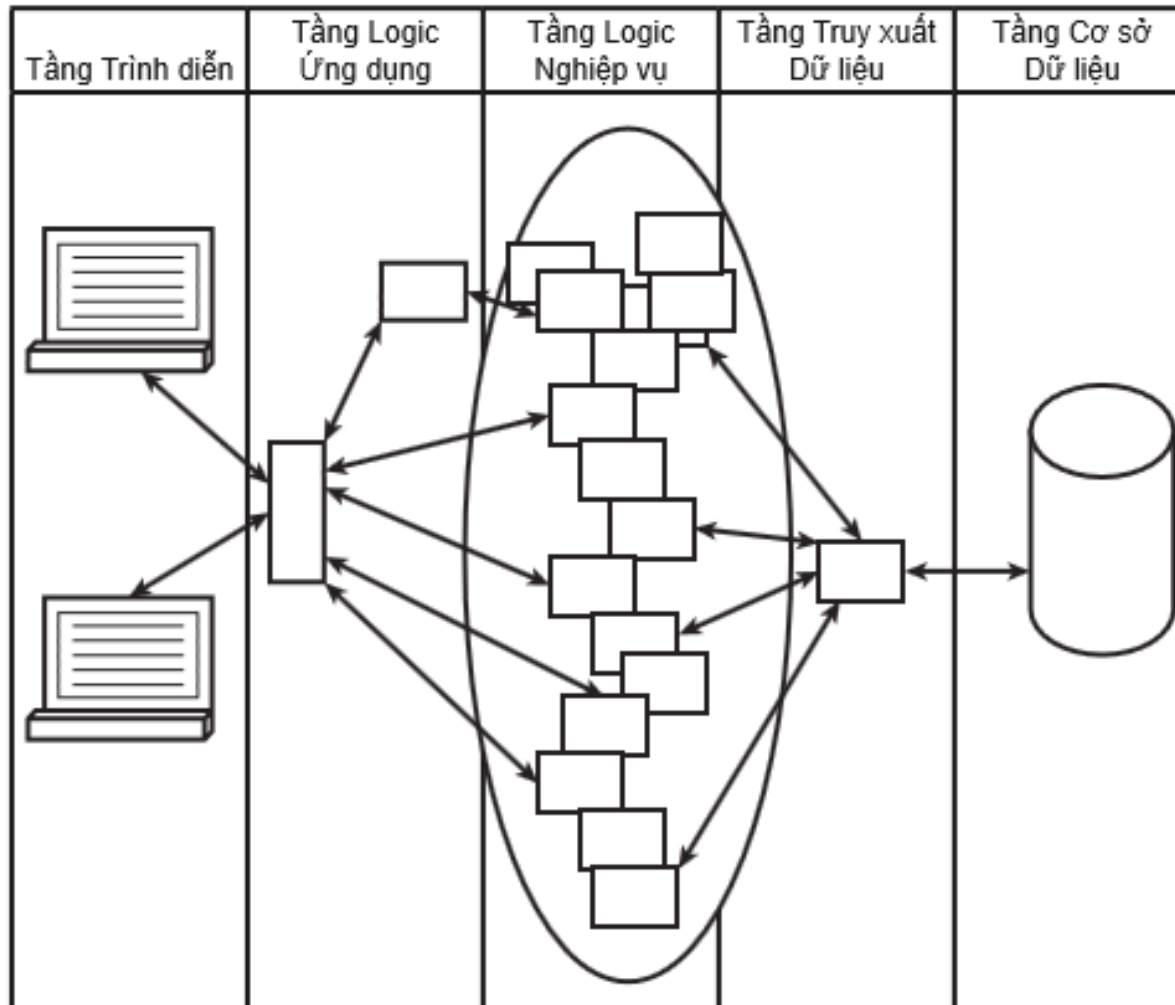 Tầng Trình diễn
Tầng Logic
Ứng dụng
Tầng Logic
Nghiệp vụ
Tầng Truy xuất
Dữ liệu
Tầng Cơ sở
Dữ liệu